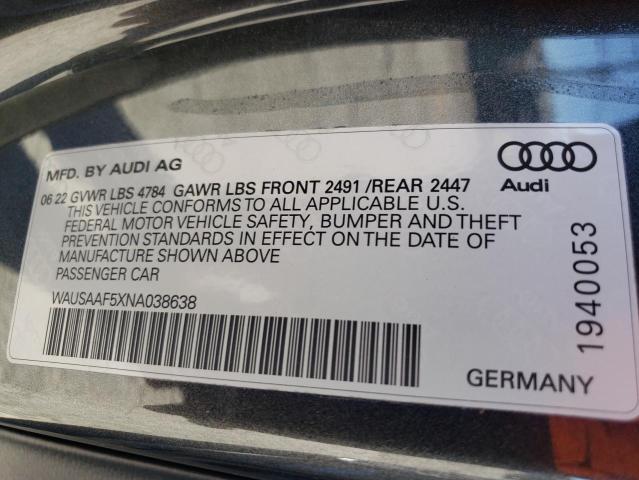 MFD. BY AUDI AG
Audi
06 22 GVWR LBS 4784 GAWR LBS FRONT 2491 /REAR 2447
THIS VEHICLE CONFORMS TO ALL APPLICABLE U.S.
FEDERAL MOTOR VEHICLE SAFETY, BUMPER AND THEFT
PREVENTION STANDARDS IN EFFECT ON THE DATE OF
MANUFACTURE SHOWN ABOVE
PASSENGER CAR
WAUSAAF5XNA038638
1940053
GERMANY